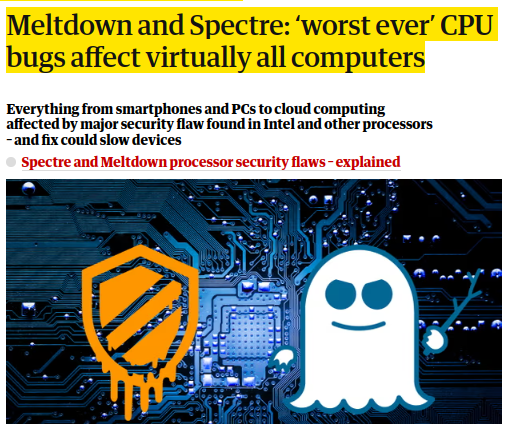 Meltdown and Spectre: ‘worst ever’ CPU
bugs affect virtually all computers
Everything from smartphones and PCs to cloud computing
affected by major security flaw found in Intel and other processors
– and fix could slow devices
Spectre and Meltdown processor security flaws – explained